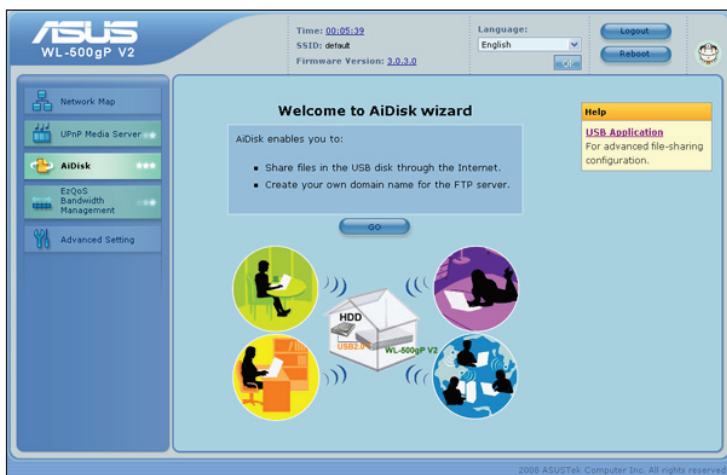 ASUS
WL-500gP V2
Time: 00:05:39
SSID: default
Firmware Version: 3.0.3.0
Language:
English
Logout
Reboot
Network Map
UPnP Media Server
AiDisk
EzQoS
Bandwidth
Management
Advanced Setting
Welcome to AiDisk wizard
AiDisk enables you to:
Share files in the USB disk through the Internet.
Create your own domain name for the FTP server.
GO
HDD
USB2.0
WL-500gP V2
Help
USB Application
For advanced file-sharing
configuration.
2008 ASUSTek Computer Inc. All rights reserved